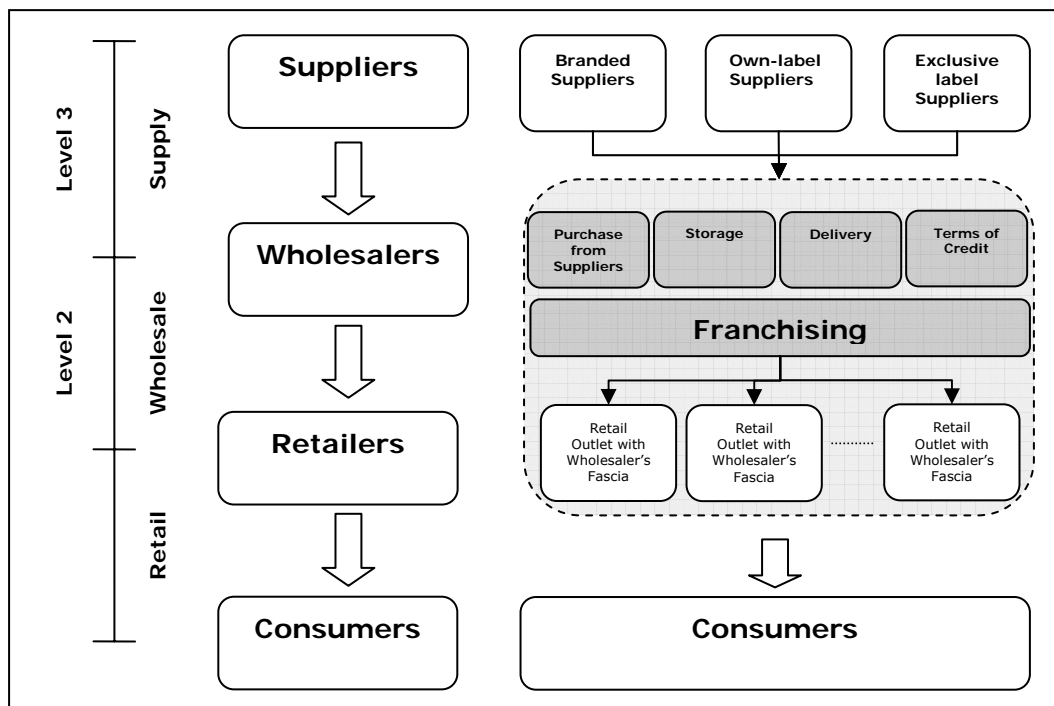 Level 3
Supply
Level 2
Wholesale
Retail
Suppliers
Wholesalers
Retailers
Consumers
Branded
Suppliers
Own-label
Suppliers
Exclusive
label
Suppliers
Purchase
from
Suppliers
Storage
Delivery
Terms of
Credit
Franchising
Retail
Outlet with
Wholesaler's
Fascia
Retail
Outlet with
Wholesaler's
Fascia
...........
Retail
Outlet with
Wholesaler's
Fascia
Consumers